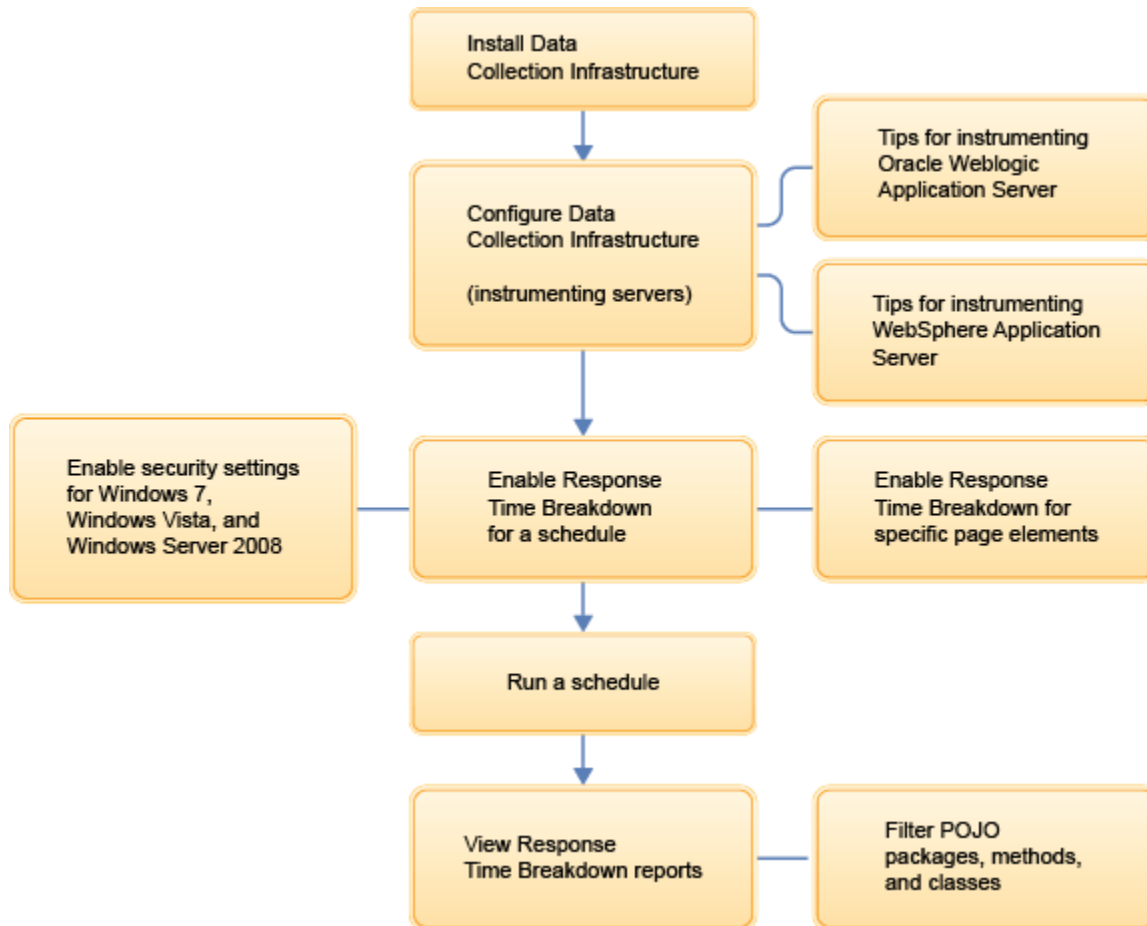 Install Data
Collection Infrastructure
Tips for instrumenting
Oracle Weblogic
Application Server
Configure Data
Collection Infrastructure
(instrumenting servers)
Tips for instrumenting
WebSphere Application
Server
Enable security settings
for Windows 7,
Windows Vista, and
Windows Server 2008
Enable Response
Time Breakdown
for a schedule
Enable Response
Time Breakdown for
specific page elements
Run a schedule
View Response
Time Breakdown reports
Filter POJO
packages, methods,
and classes